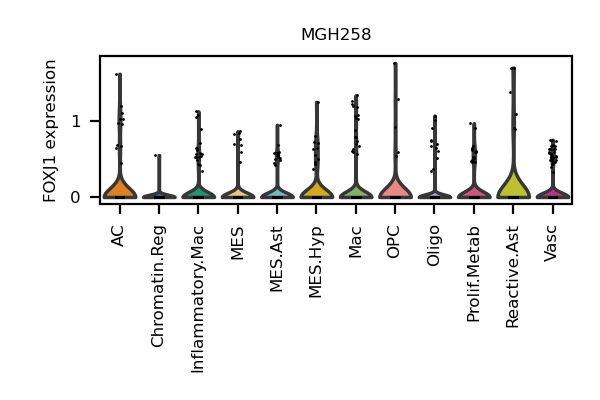 MGH258
FOXJ1 expression
1
0
AC
Chromatin.Reg
Inflammatory.Mac
MES
MES.Ast
MES.Hyp
Mac
OPC
Oligo
Prolif.Metab
Reactive.Ast
Vasc